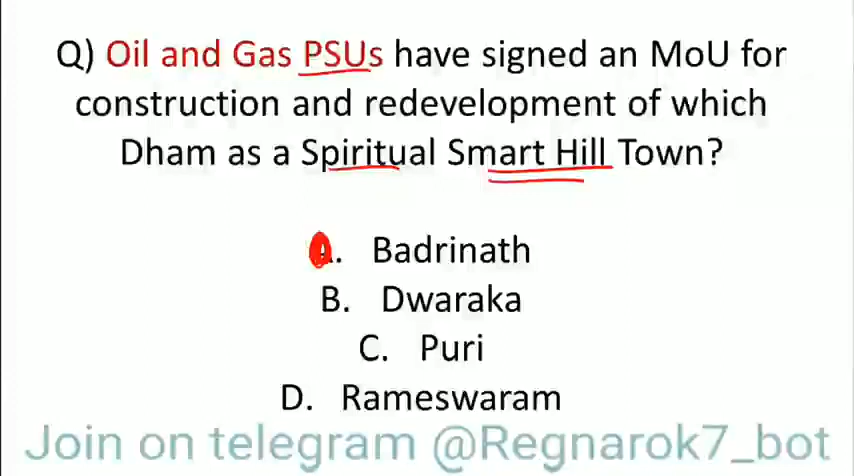 Q) Oil and Gas PSUs have signed an MoU for
construction and redevelopment of which
Dham as a Spiritual Smart Hill Town?
A. Badrinath
B. Dwaraka
C. Puri
D. Rameswaram
Join on telegram @Regnarok7_bot